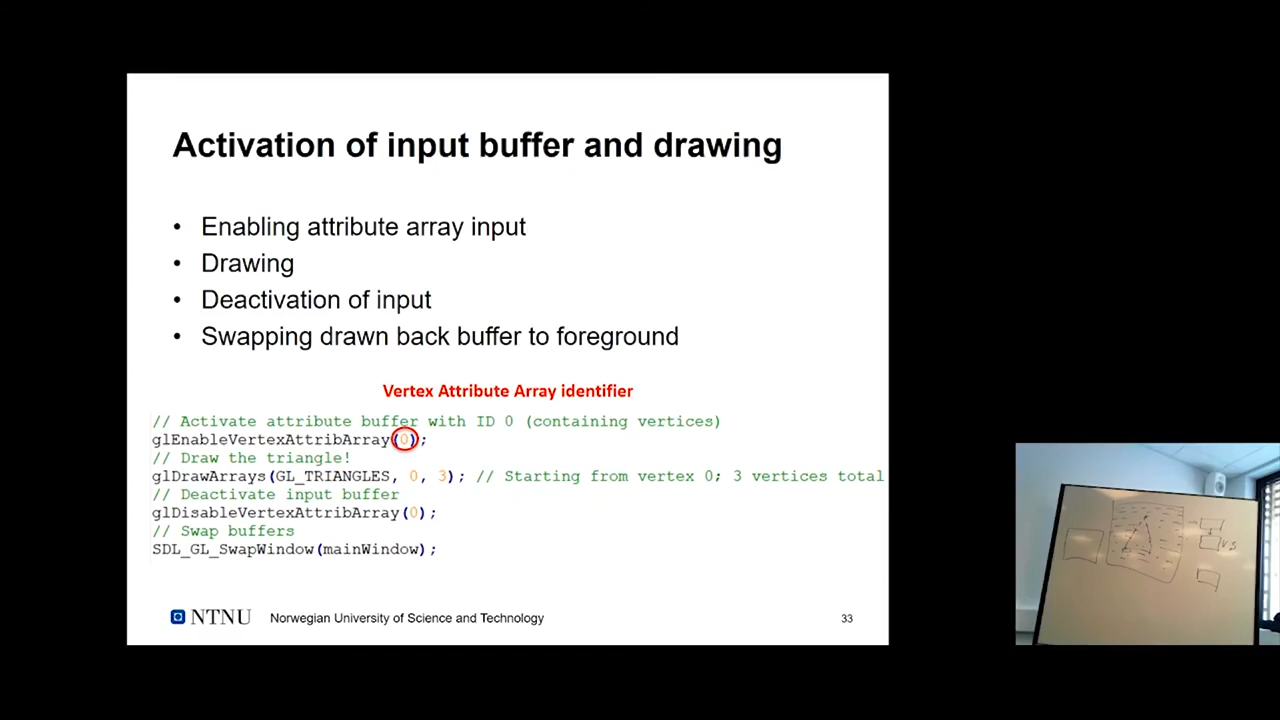 Activation of input buffer and drawing
• Enabling attribute array input
• Drawing
• Deactivation of input
• Swapping drawn back buffer to foreground
Vertex Attribute Array identifier
// Activate attribute buffer with ID 0 (containing vertices)
glEnableVertexAttribArray(0);
// Draw the triangle!
glDrawArrays(GL_TRIANGLES, 0, 3); // Starting from vertex 0; 3 vertices total
// Deactivate input buffer
glDisableVertexAttribArray(0);
// Swap buffers
SDL_GL_SwapWindow(mainWindow);
NTNU Norwegian University of Science and Technology 33
VS